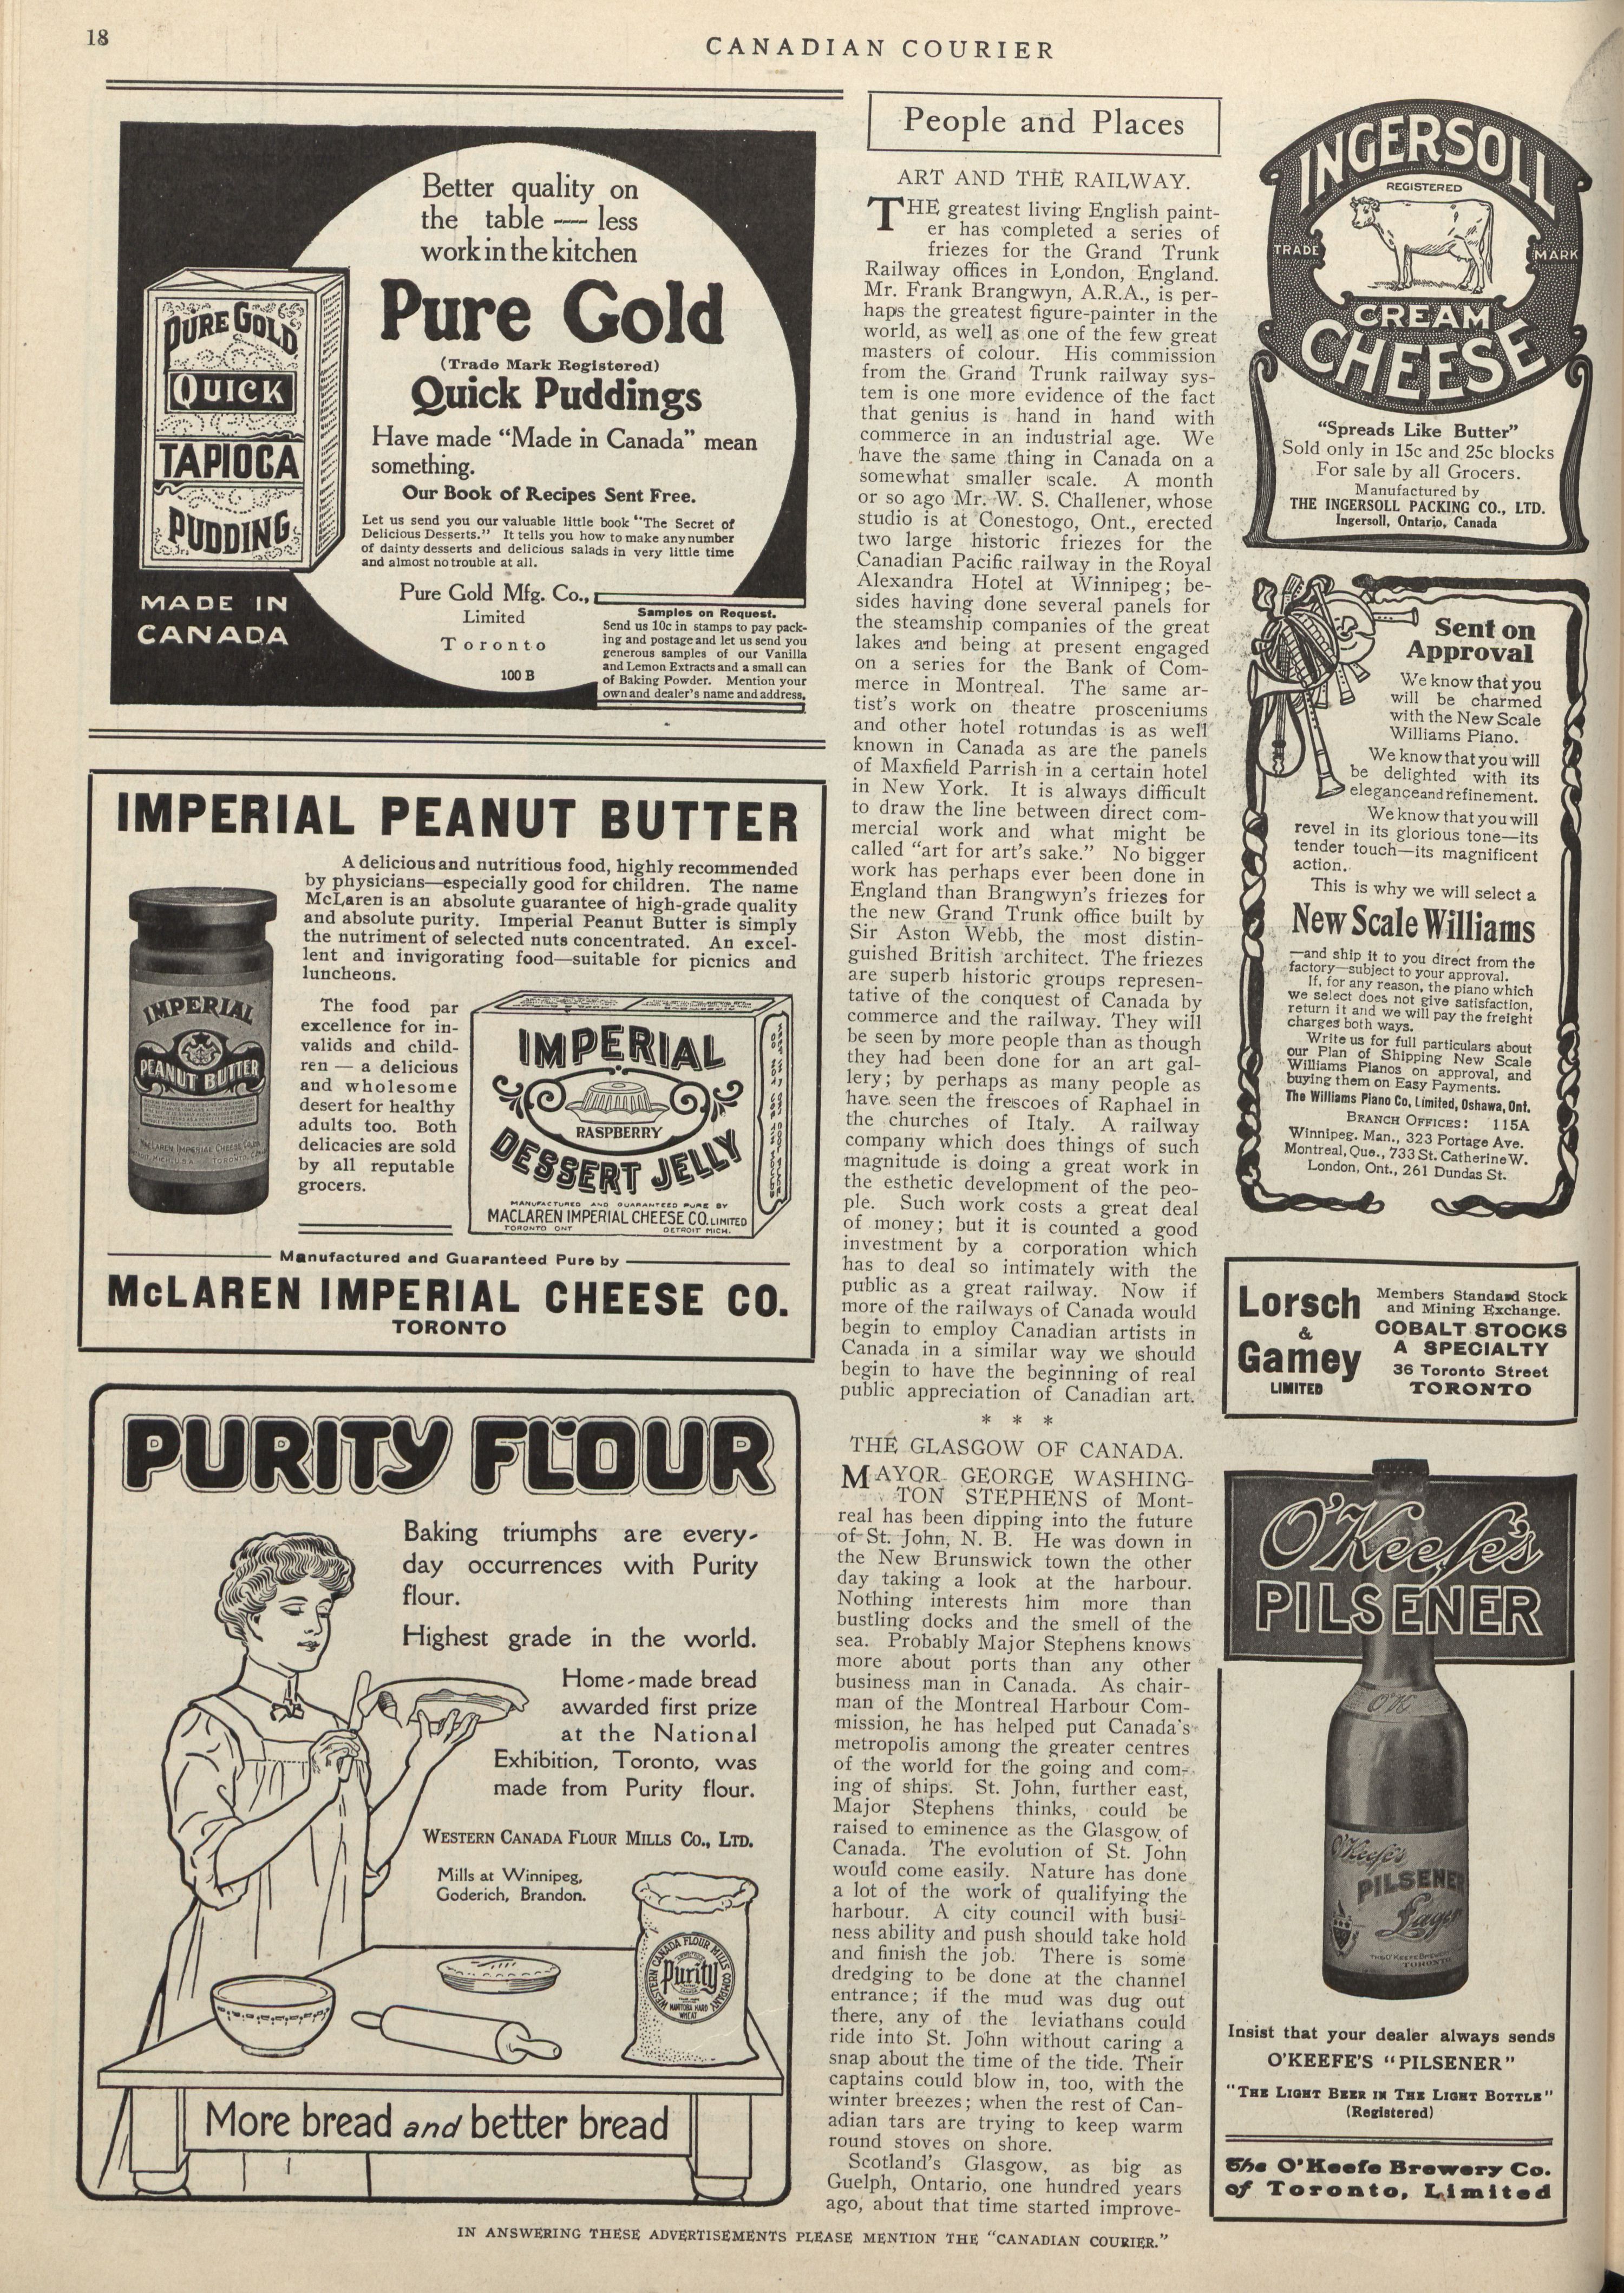 18
CANADIAN COURIER
Better quality on
the table — less
work in the kitchen
Pure Gold
(Trade Mark Registered)
Quick Puddings
Have made "Made in Canada" mean
something.
Our Book of Recipes Sent Free.
Let us send you our valuable little book "The Secret of
Delicious Desserts." It tells you how to make any number
of dainty desserts and delicious salads in very little time
and almost no trouble at all.
Pure Gold Mfg. Co.,
Limited
Toronto
100 B
Samples on Request.
Send us 10c in stamps to pay pack-
ing and postage and let us send you
generous samples of our Vanilla
and Lemon Extracts and a small can
of Baking Powder. Mention your
own and dealer's name and address.
PURE GOLD
QUICK
TAPIOCA
PUDDING
MADE IN
CANADA
IMPERIAL PEANUT BUTTER
A delicious and nutritious food, highly recommended
by physicians—especially good for children. The name
McLaren is an absolute guarantee of high-grade quality
and absolute purity. Imperial Peanut Butter is simply
the nutriment of selected nuts concentrated. An excel-
lent and invigorating food—suitable for picnics and
luncheons.
The food par
excellence for in-
valids and child-
ren — a delicious
and wholesome
desert for healthy
adults too. Both
delicacies are sold
by all reputable
grocers.
IMPERIAL
PEANUT BUTTER
MACLAREN IMPERIAL CHEESE CO. LTD.
IMPERIAL
RASPBERRY
DESSERT JELLY
MANUFACTURED AND GUARANTEED PURE BY
MACLAREN IMPERIAL CHEESE CO. LIMITED
TORONTO ONT DETROIT MICH.
Manufactured and Guaranteed Pure by
McLAREN IMPERIAL CHEESE CO.
TORONTO
PURITY FLOUR
Baking triumphs are every-
day occurrences with Purity
flour.
Highest grade in the world.
Home-made bread
awarded first prize
at the National
Exhibition, Toronto, was
made from Purity flour.
WESTERN CANADA FLOUR MILLS CO., LTD.
Mills at Winnipeg,
Goderich, Brandon.
WESTERN CANADA FLOUR MILLS COMPANY
Purity
MANITOBA HARD
WHEAT
More bread and better bread
People and Places
ART AND THE RAILWAY.
THE greatest living English paint-
er has completed a series of
friezes for the Grand Trunk
Railway offices in London, England.
Mr. Frank Brangwyn, A.R.A., is per-
haps the greatest figure-painter in the
world, as well as one of the few great
masters of colour. His commission
from the Grand Trunk railway sys-
tem is one more evidence of the fact
that genius is hand in hand with
commerce in an industrial age. We
have the same thing in Canada on a
somewhat smaller scale. A month
or so ago Mr. W. S. Challener, whose
studio is at Conestogo, Ont., erected
two large historic friezes for the
Canadian Pacific railway in the Royal
Alexandra Hotel at Winnipeg; be-
sides having done several panels for
the steamship companies of the great
lakes and being at present engaged
on a series for the Bank of Com-
merce in Montreal. The same ar-
tist's work on theatre prosceniums
and other hotel rotundas is as well
known in Canada as are the panels
of Maxfield Parrish in a certain hotel
in New York. It is always difficult
to draw the line between direct com-
mercial work and what might be
called "art for art's sake." No bigger
work has perhaps ever been done in
England than Brangwyn's friezes for
the new Grand Trunk office built by
Sir Aston Webb, the most distin-
guished British architect. The friezes
are superb historic groups represen-
tative of the conquest of Canada by
commerce and the railway. They will
be seen by more people than as though
they had been done for an art gal-
lery; by perhaps as many people as
have seen the frescoes of Raphael in
the churches of Italy. A railway
company which does things of such
magnitude is doing a great work in
the esthetic development of the peo-
ple. Such work costs a great deal
of money; but it is counted a good
investment by a corporation which
has to deal so intimately with the
public as a great railway. Now if
more of the railways of Canada would
begin to employ Canadian artists in
Canada in a similar way we should
begin to have the beginning of real
public appreciation of Canadian art.
* * *
THE GLASGOW OF CANADA.
MAYOR GEORGE WASHING-
TON STEPHENS of Mont-
real has been dipping into the future
of St. John, N. B. He was down in
the New Brunswick town the other
day taking a look at the harbour.
Nothing interests him more than
bustling docks and the smell of the
sea. Probably Major Stephens knows
more about ports than any other
business man in Canada. As chair-
man of the Montreal Harbour Com-
mission, he has helped put Canada's
metropolis among the greater centres
of the world for the going and com-
ing of ships. St. John, further east,
Major Stephens thinks, could be
raised to eminence as the Glasgow of
Canada. The evolution of St. John
would come easily. Nature has done
a lot of the work of qualifying the
harbour. A city council with busi-
ness ability and push should take hold
and finish the job. There is some
dredging to be done at the channel
entrance; if the mud was dug out
there, any of the leviathans could
ride into St. John without caring a
snap about the time of the tide. Their
captains could blow in, too, with the
winter breezes; when the rest of Can-
adian tars are trying to keep warm
round stoves on shore.
Scotland's Glasgow, as big as
Guelph, Ontario, one hundred years
ago, about that time started improve-
INGERSOLL
REGISTERED
TRADE MARK
CREAM
CHEESE
"Spreads Like Butter"
Sold only in 15c and 25c blocks
For sale by all Grocers.
Manufactured by
THE INGERSOLL PACKING CO., LTD.
Ingersoll, Ontario, Canada
Sent on
Approval
We know that you
will be charmed
with the New Scale
Williams Piano.
We know that you will
be delighted with its
elegance and refinement.
We know that you will
revel in its glorious tone—its
tender touch—its magnificent
action.
This is why we will select a
New Scale Williams
—and ship it to you direct from the
factory—subject to your approval.
If, for any reason, the piano which
we select does not give satisfaction,
return it and we will pay the freight
charges both ways.
Write us for full particulars about
our Plan of Shipping New Scale
Williams Pianos on approval, and
buying them on Easy Payments.
The Williams Piano Co, Limited, Oshawa, Ont.
BRANCH OFFICES: 115A
Winnipeg. Man., 323 Portage Ave.
Montreal, Que., 733 St. Catherine W.
London, Ont., 261 Dundas St.
Lorsch
&
Gamey
LIMITED
Members Standard Stock
and Mining Exchange.
COBALT STOCKS
A SPECIALTY
36 Toronto Street
TORONTO
O'Keefe's
PILSENER
O'K
O'Keefe's
PILSENER
Lager
THE O'KEEFE BREWERY
TORONTO
Insist that your dealer always sends
O'KEEFE'S "PILSENER"
"THE LIGHT BEER IN THE LIGHT BOTTLE"
(Registered)
The O'Keefe Brewery Co.
of Toronto, Limited
IN ANSWERING THESE ADVERTISEMENTS PLEASE MENTION THE "CANADIAN COURIER."